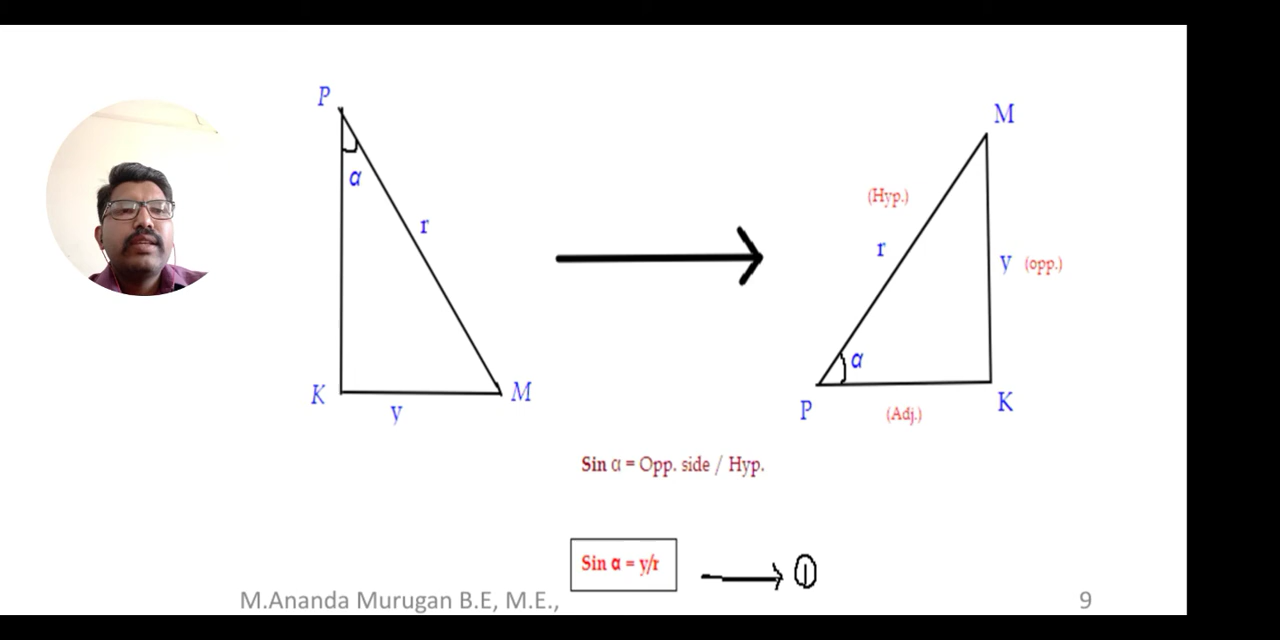 P
α
r
K
y
M
M
(Hyp.)
r
y (opp.)
α
P
(Adj.)
K
Sin α = Opp. side / Hyp.
Sin α = y/r
①
M.Ananda Murugan B.E, M.E.,
9